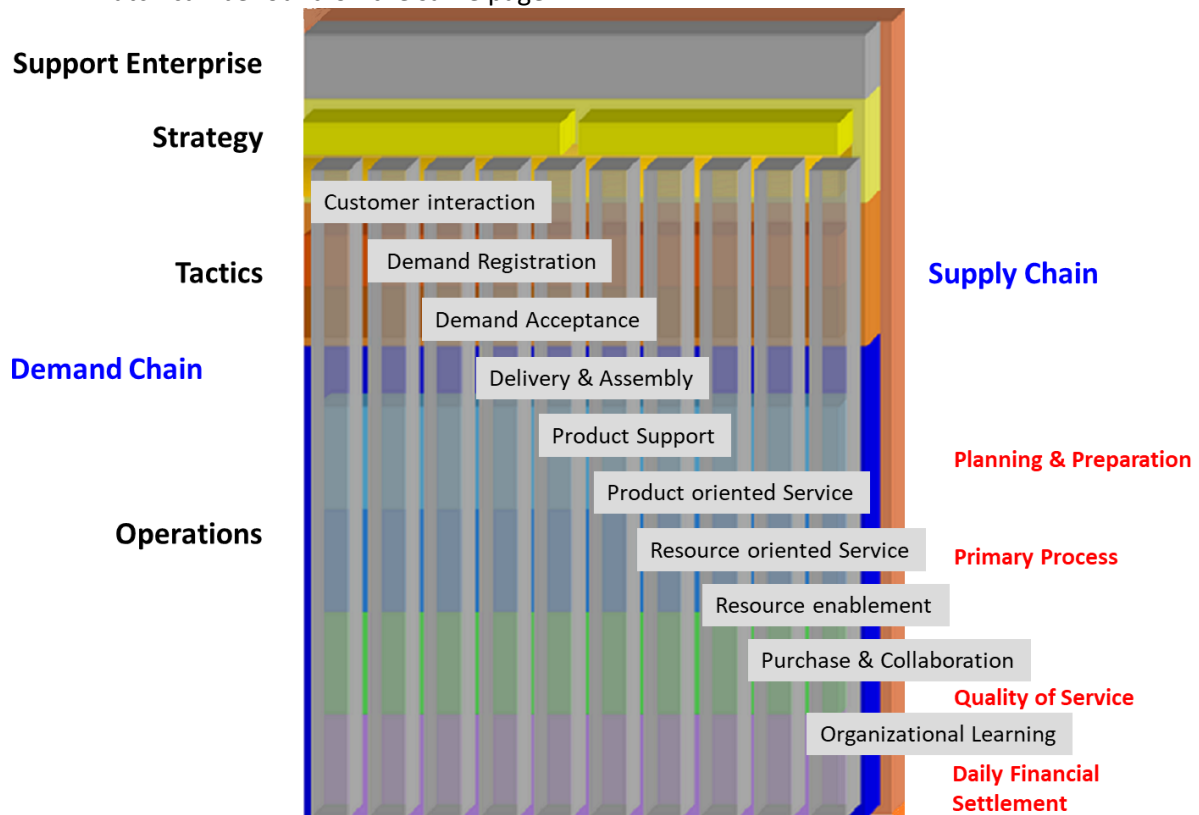 Support Enterprise
Strategy
Customer interaction
Demand Registration
Tactics
Supply Chain
Demand Acceptance
Demand Chain
Delivery & Assembly
Product Support
Planning & Preparation
Product oriented Service
Operations
Resource oriented Service
Primary Process
Resource enablement
Purchase & Collaboration
Quality of Service
Organizational Learning
Daily Financial
Settlement